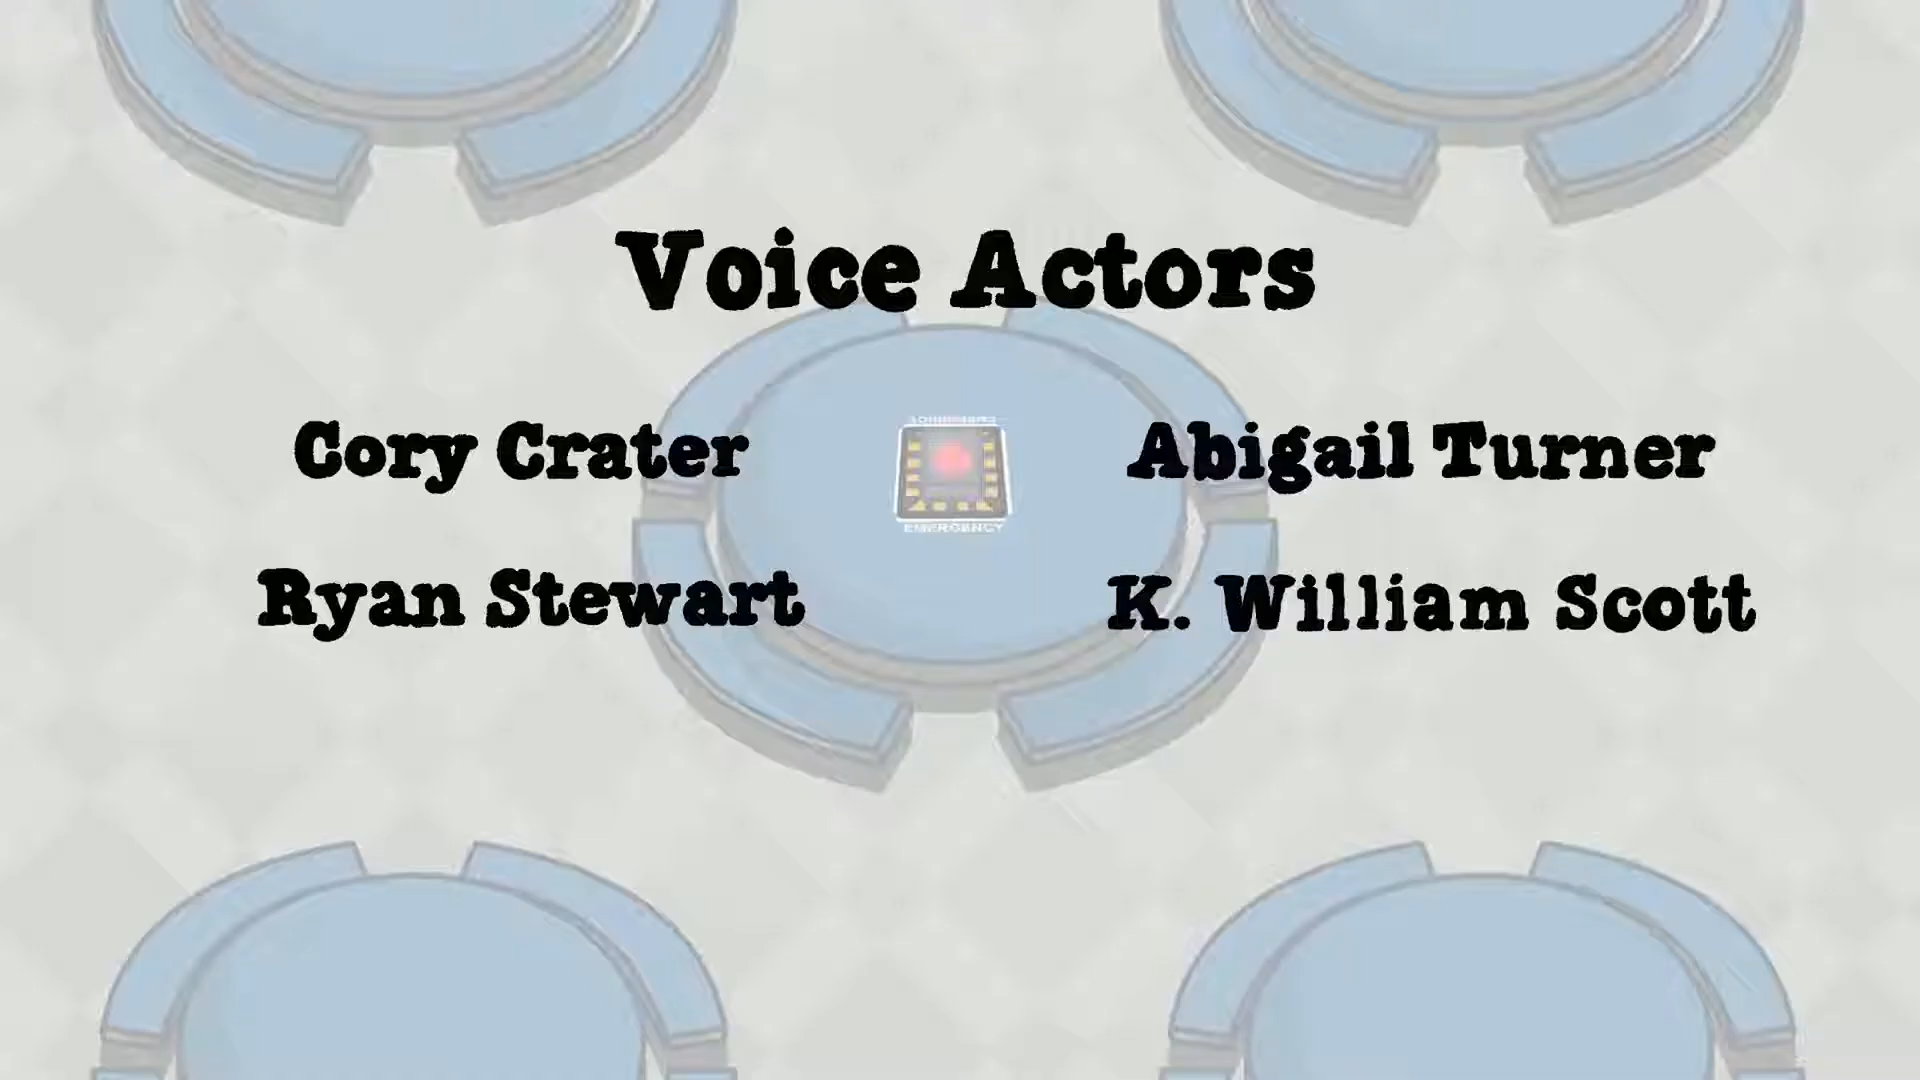 Voice Actors
Cory Crater
Abigail Turner
EMERGENCY
Ryan Stewart
K. William Scott